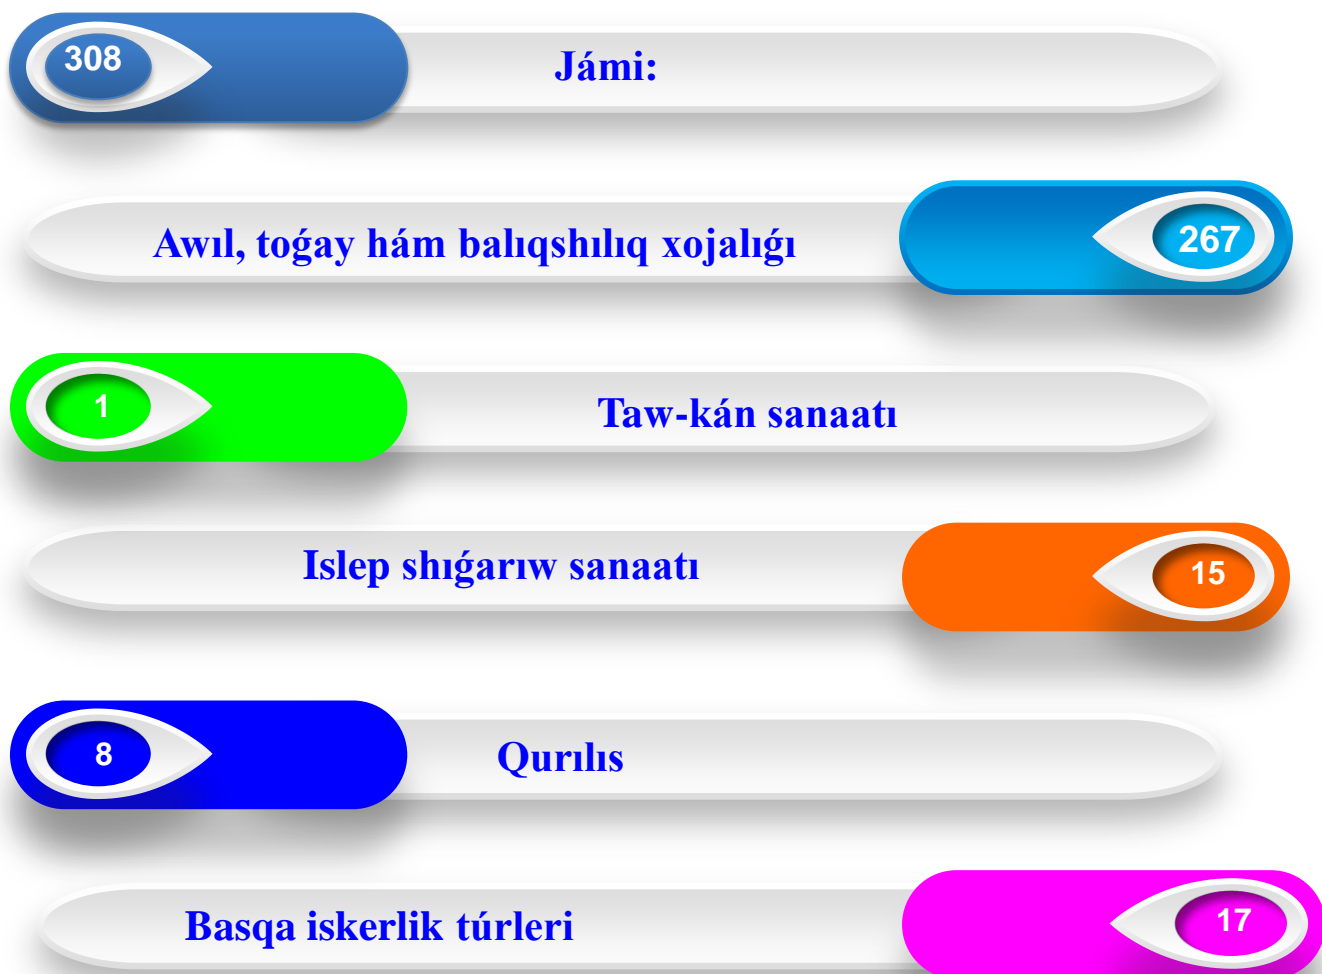 308 Jámi:
Awıl, toǵay hám balıqshılıq xojalıǵı 267
1 Taw-kán sanaatı
Islep shıǵarıw sanaatı 15
8 Qurılıs
Basqa iskerlik túrleri 17